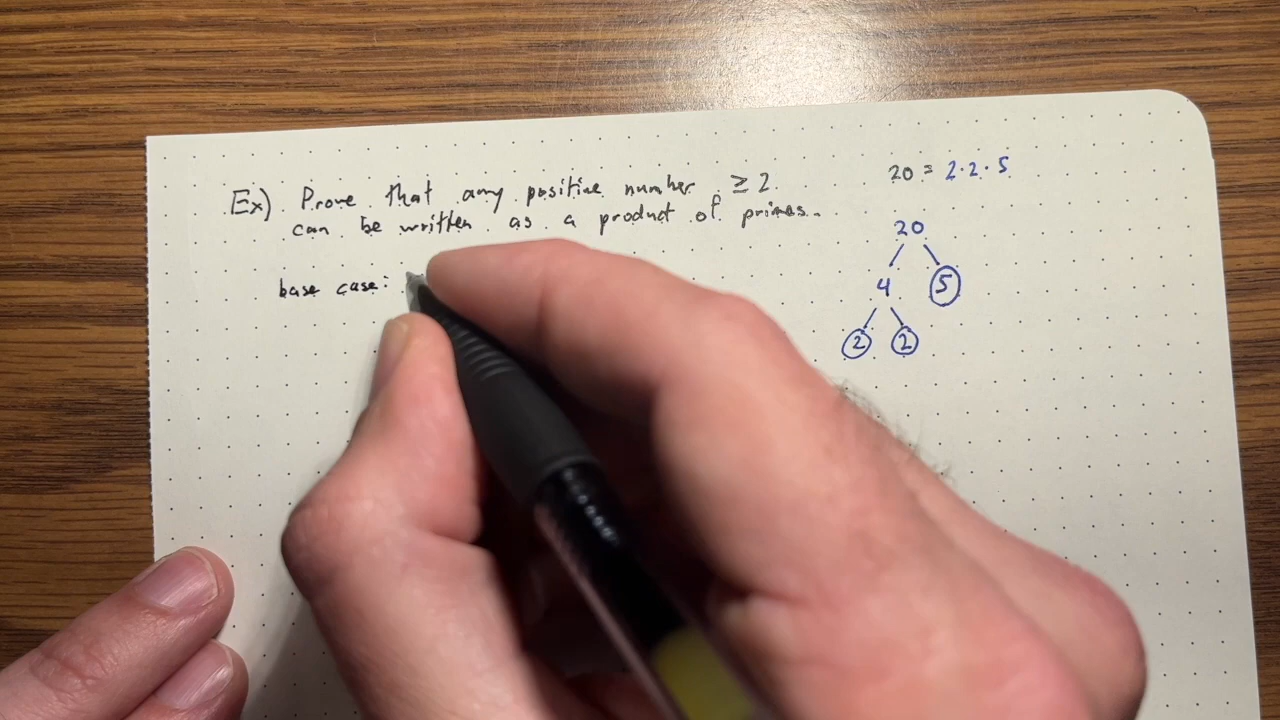 Ex) Prove that any positive number ≥ 2
can be written as a product of primes.
base case:
20 = 2·2·5
20
4 5
2 2